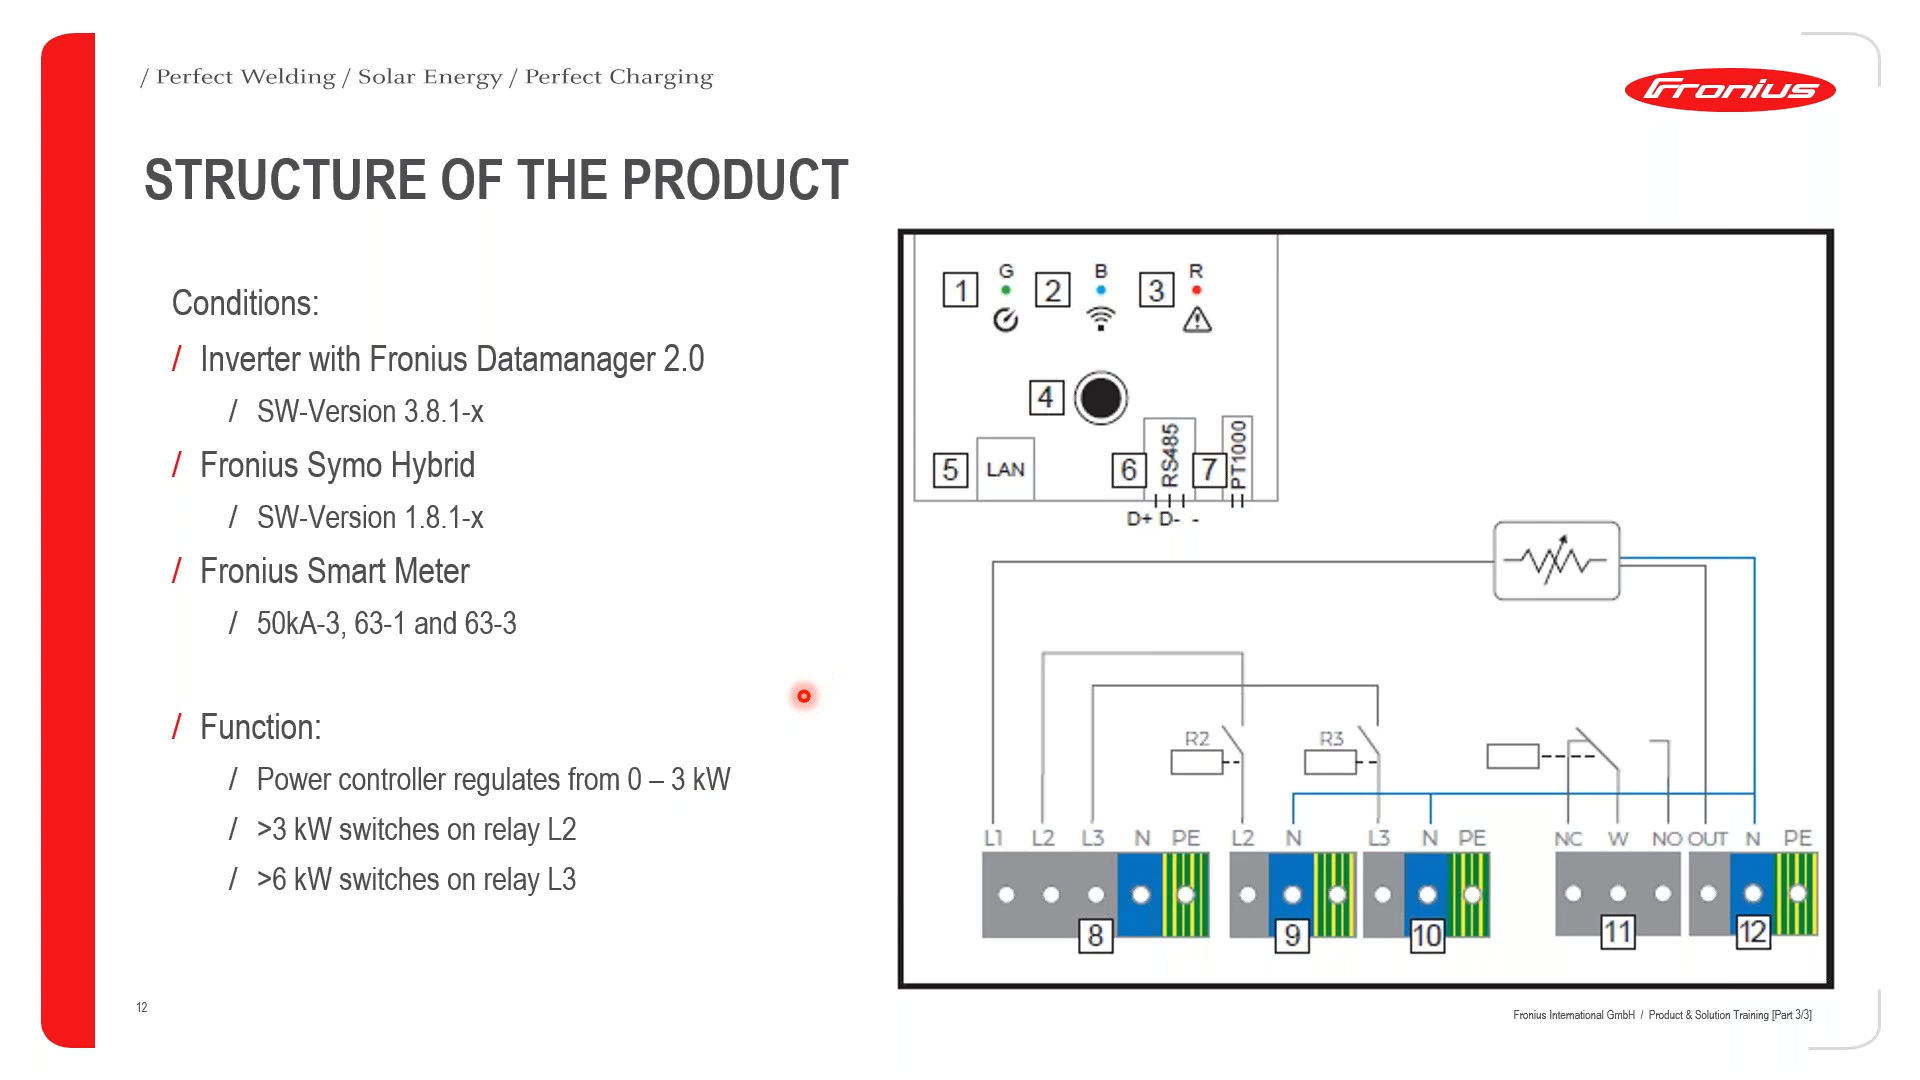 / Perfect Welding / Solar Energy / Perfect Charging
Fronius
STRUCTURE OF THE PRODUCT
Conditions:
/ Inverter with Fronius Datamanager 2.0
/ SW-Version 3.8.1-x
/ Fronius Symo Hybrid
/ SW-Version 1.8.1-x
/ Fronius Smart Meter
/ 50kA-3, 63-1 and 63-3
/ Function:
/ Power controller regulates from 0 – 3 kW
/ >3 kW switches on relay L2
/ >6 kW switches on relay L3
G B R
1 2 3
4
5 LAN 6 RS485 7 PT1000
D+ D- -
R2 R3
L1 L2 L3 N PE L2 N L3 N PE NC W NO OUT N PE
8 9 10 11 12
12
Fronius International GmbH / Product & Solution Training [Part 3/3]